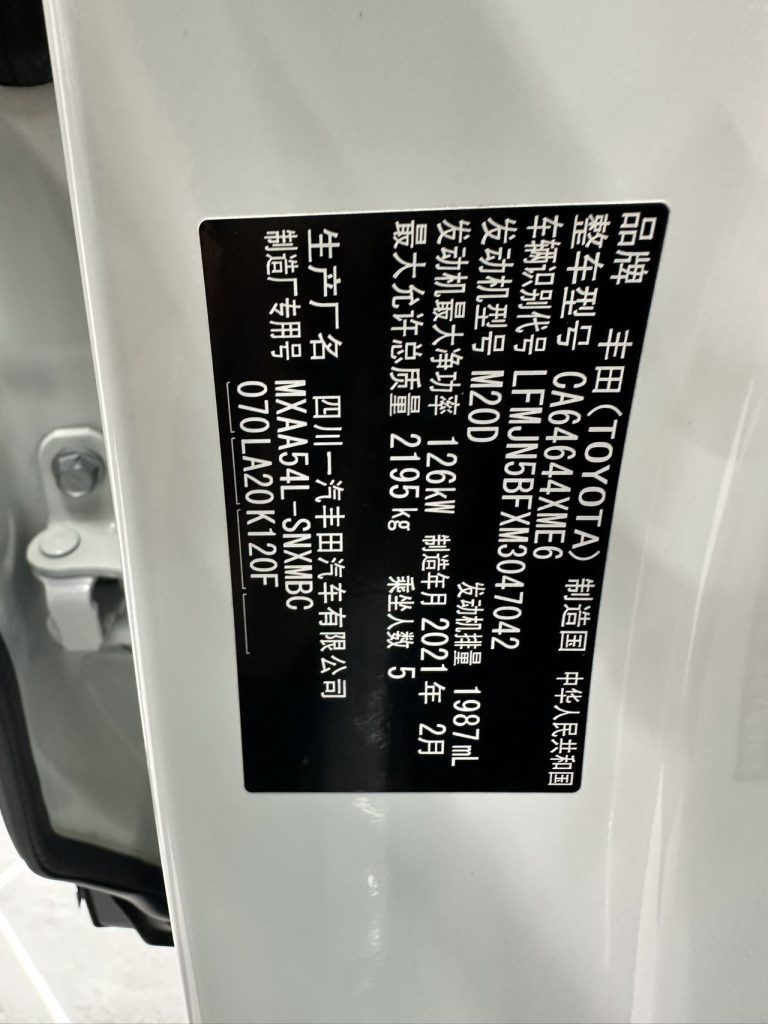 品牌 丰田(TOYOTA) 制造国 中华人民共和国
整车型号 CA64644XME6
车辆识别代号 LFMJN5BFXM3047042
发动机型号 M20D 发动机排量 1987mL
发动机最大净功率 126kW 制造年月 2021年 2月
最大允许总质量 2195kg 乘坐人数 5
生产厂名 四川一汽丰田汽车有限公司
制造厂专用号 MXAA54L-SNXMBC
070LA20K120F